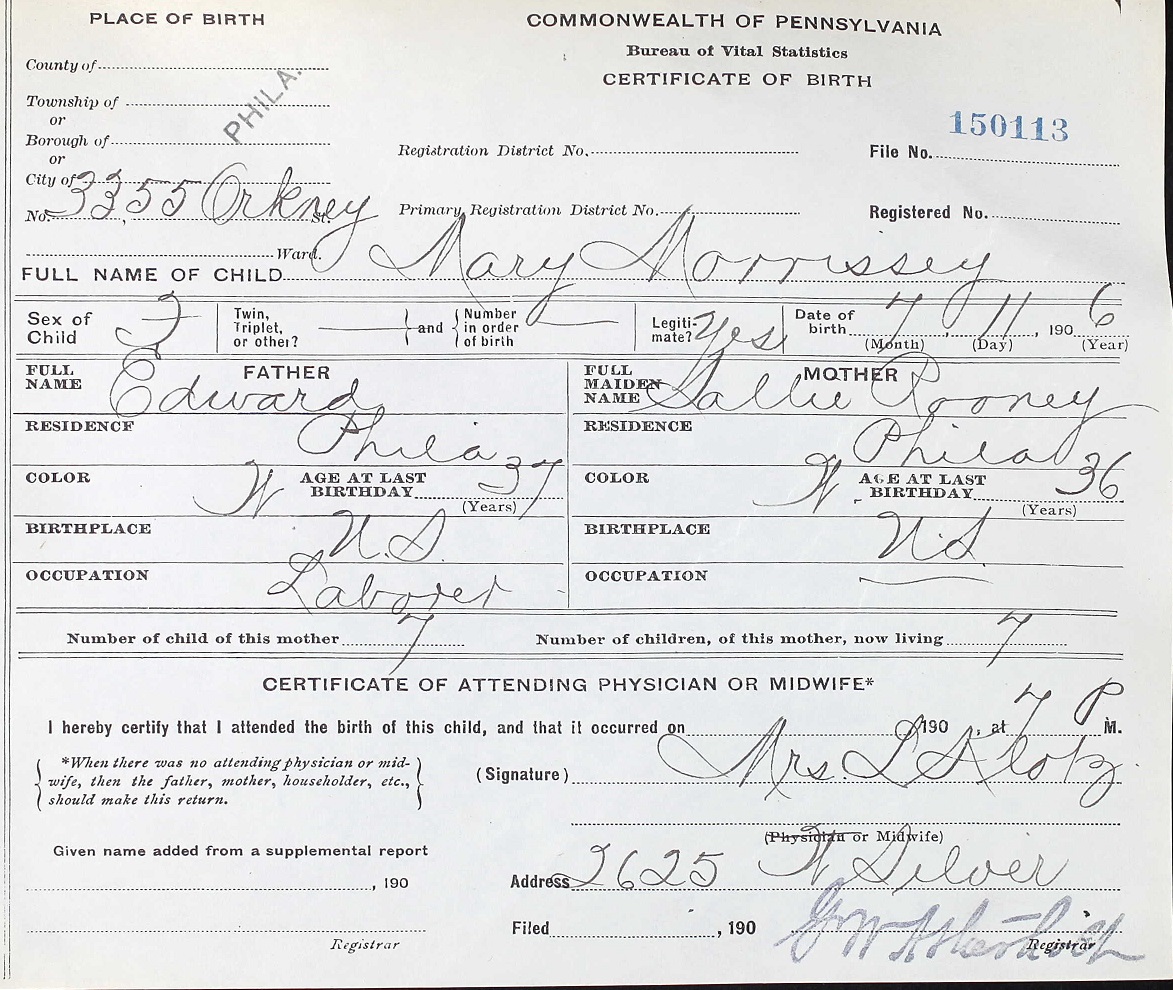 PLACE OF BIRTH
COMMONWEALTH OF PENNSYLVANIA
Bureau of Vital Statistics
CERTIFICATE OF BIRTH
County of
Township of
or
Borough of
or
City of
PHILA.
No. 3355 Orkney St.
Ward.
Registration District No.
150113
File No.
Primary Registration District No.
Registered No.
FULL NAME OF CHILD Mary Morrissey
Sex of Child F
Twin, Triplet, or other? and Number in order of birth
Legiti-mate? Yes
Date of birth 7 11, 1906
(Month) (Day) (Year)
FATHER
FULL NAME Edward
RESIDENCE Phila
COLOR W AGE AT LAST BIRTHDAY 37
(Years)
BIRTHPLACE U.S.
OCCUPATION Laborer
MOTHER
FULL MAIDEN NAME Sallie Rooney
RESIDENCE Phila
COLOR W AGE AT LAST BIRTHDAY 36
(Years)
BIRTHPLACE U.S.
OCCUPATION
Number of child of this mother 7 Number of children, of this mother, now living 7
CERTIFICATE OF ATTENDING PHYSICIAN OR MIDWIFE*
I hereby certify that I attended the birth of this child, and that it occurred on , 190 , at 7 P M.
*When there was no attending physician or mid-
wife, then the father, mother, householder, etc.,
should make this return.
(Signature) Mrs. L Klotz
(Physician or Midwife)
Given name added from a supplemental report
, 190
Registrar
Address 2625 W Silver
Filed , 190
Registrar